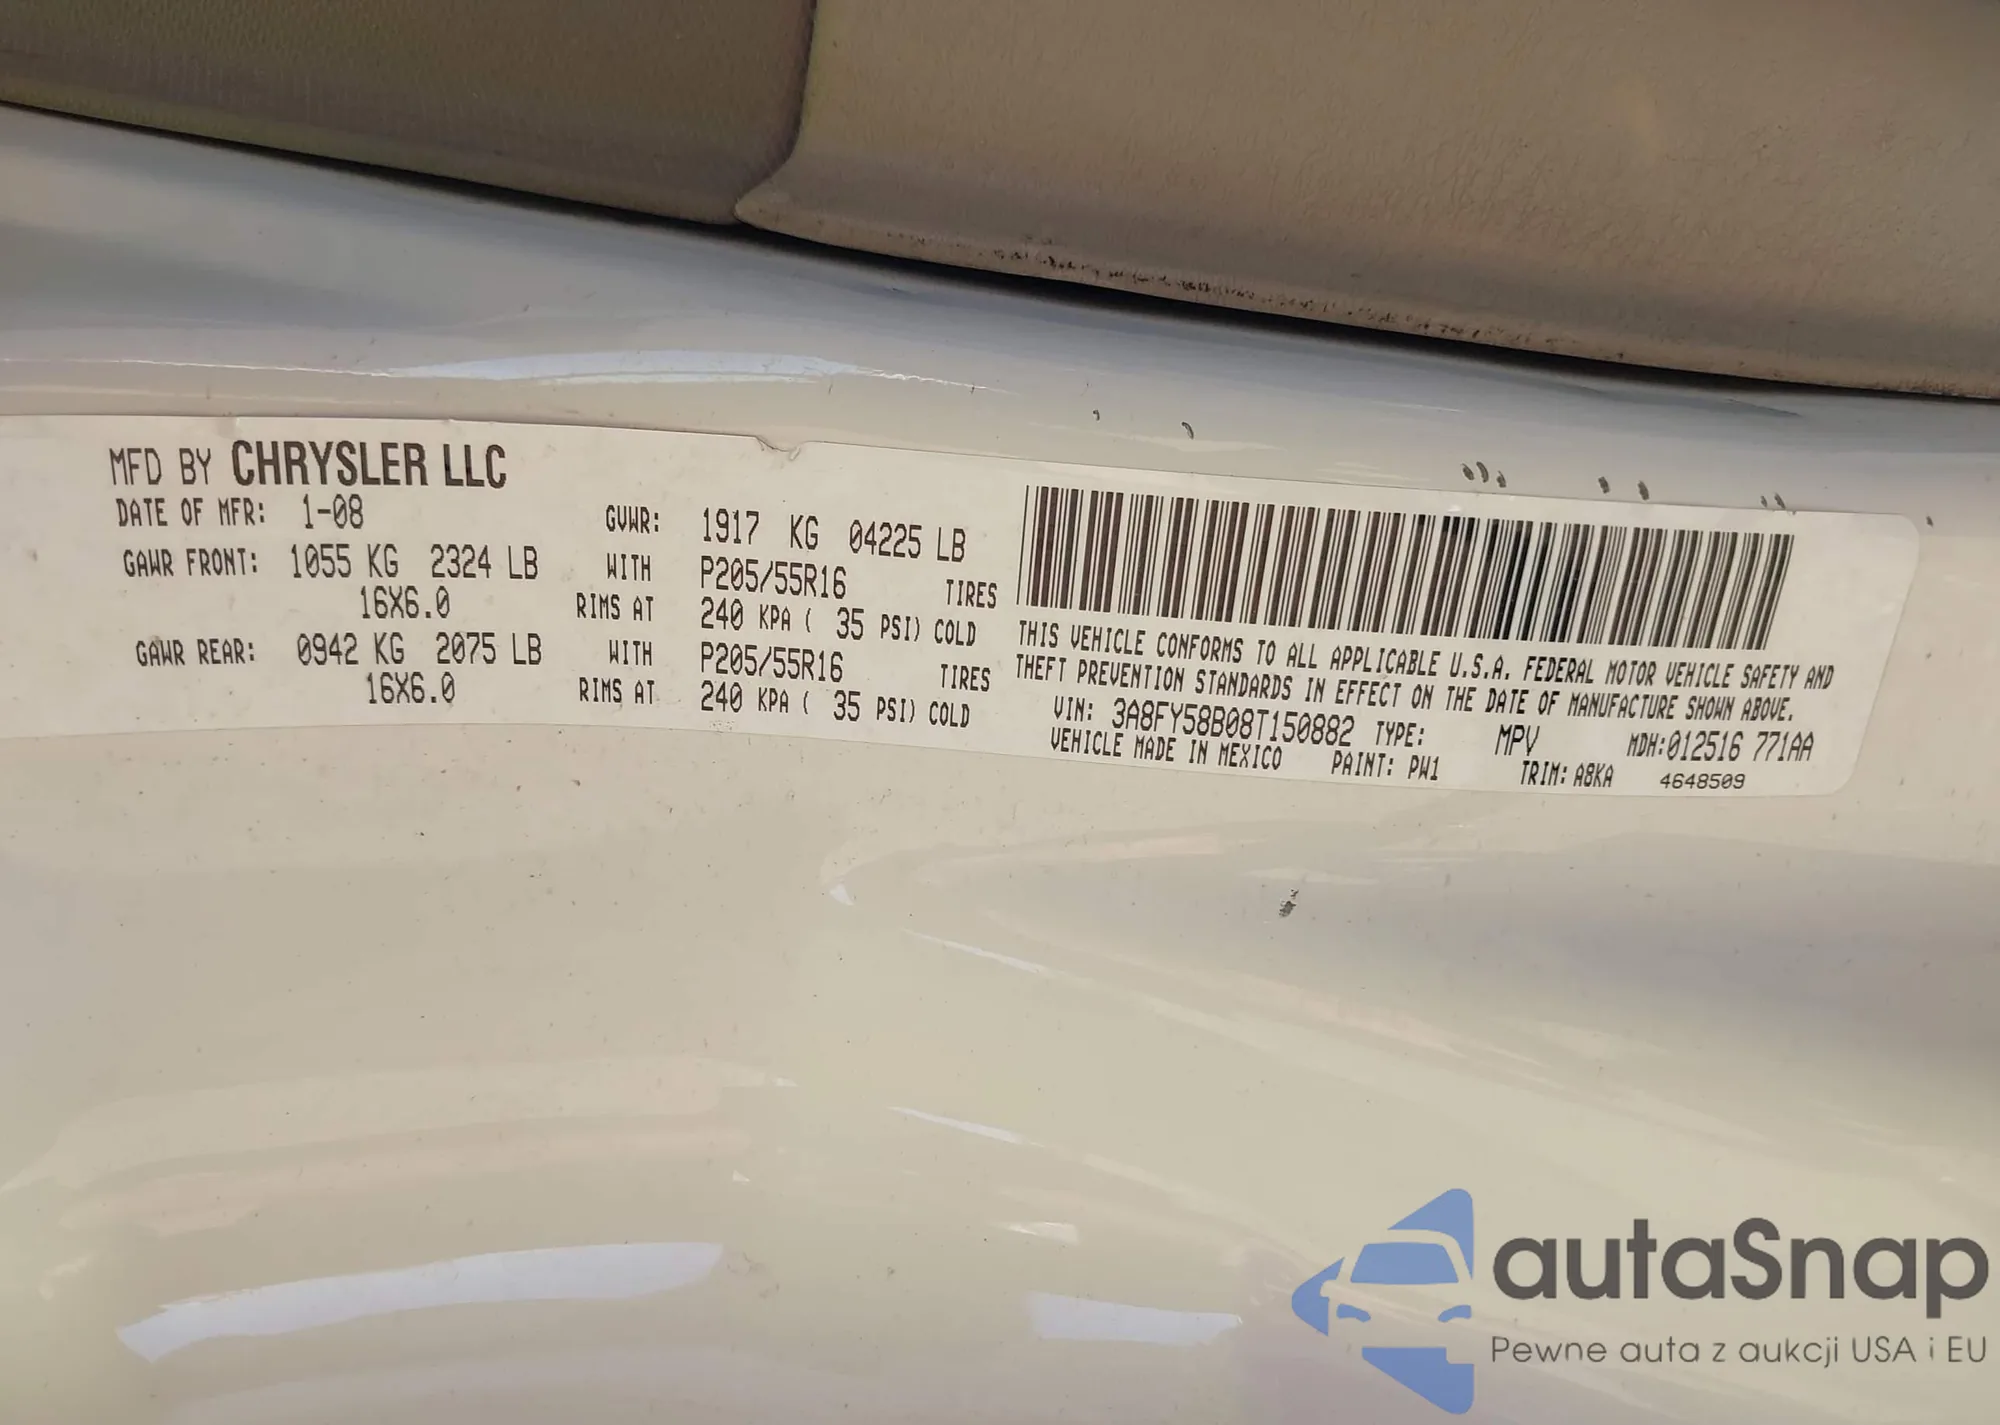 MFD BY CHRYSLER LLC
DATE OF MFR: 1-08 GVWR: 1917 KG 04225 LB
GAWR FRONT: 1055 KG 2324 LB WITH P205/55R16 TIRES
16X6.0 RIMS AT 240 KPA ( 35 PSI) COLD
GAWR REAR: 0942 KG 2075 LB WITH P205/55R16 TIRES
16X6.0 RIMS AT 240 KPA ( 35 PSI) COLD
THIS VEHICLE CONFORMS TO ALL APPLICABLE U.S.A. FEDERAL MOTOR VEHICLE SAFETY AND
THEFT PREVENTION STANDARDS IN EFFECT ON THE DATE OF MANUFACTURE SHOWN ABOVE.
VIN: 3A8FY58B08T150882 TYPE: MPV MDH:012516 771AA
VEHICLE MADE IN MEXICO PAINT: PW1 TRIM: A8KA 4648509
autaSnap
Pewne auta z aukcji USA i EU